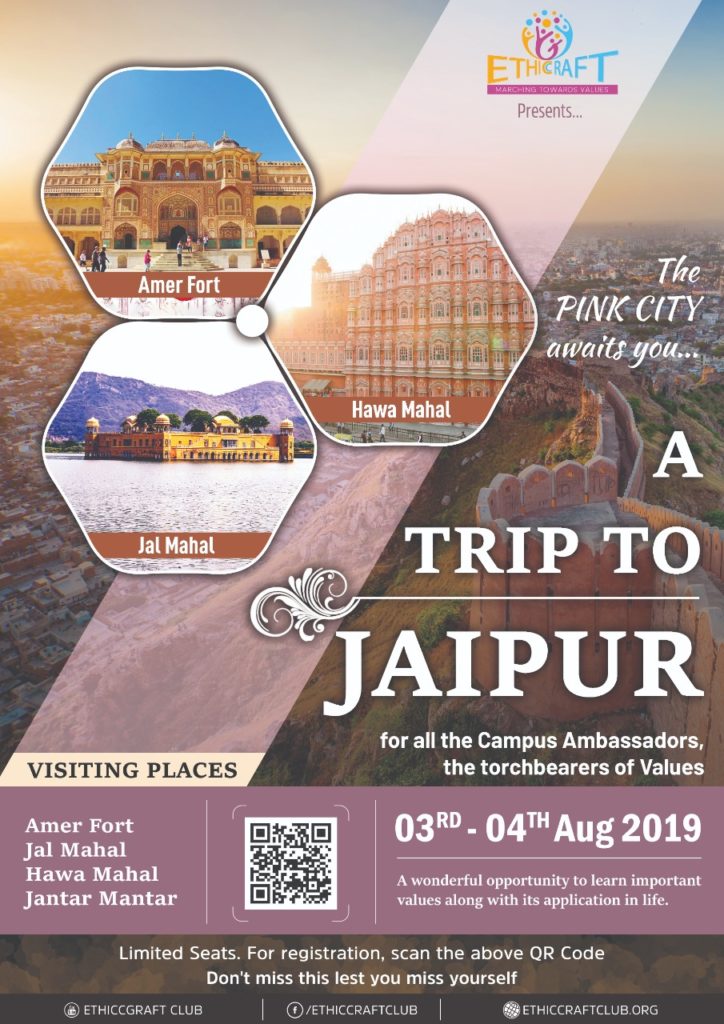 ETHICCRAFT
MARCHING TOWARDS VALUES
Presents...
Amer Fort
Hawa Mahal
Jal Mahal
The
PINK CITY
awaits you...
A
TRIP TO
JAIPUR
for all the Campus Ambassadors,
the torchbearers of Values
VISITING PLACES
Amer Fort
Jal Mahal
Hawa Mahal
Jantar Mantar
03RD - 04TH Aug 2019
A wonderful opportunity to learn important
values along with its application in life.
Limited Seats. For registration, scan the above QR Code
Don't miss this lest you miss yourself
ETHICCGRAFT CLUB
/ETHICCRAFTCLUB
ETHICCRAFTCLUB.ORG